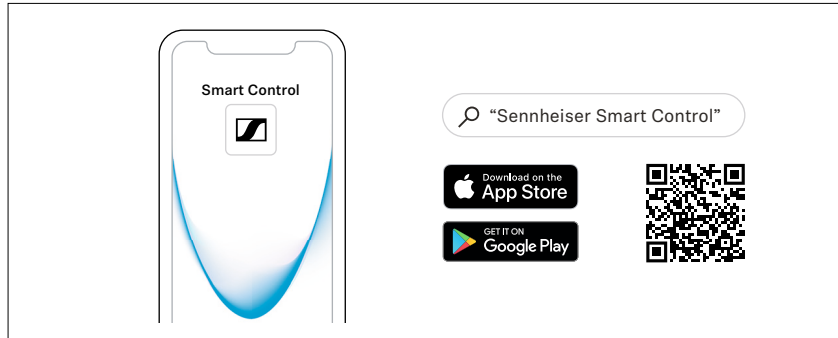 Smart Control
“Sennheiser Smart Control”
Download on the
App Store
GET IT ON
Google Play